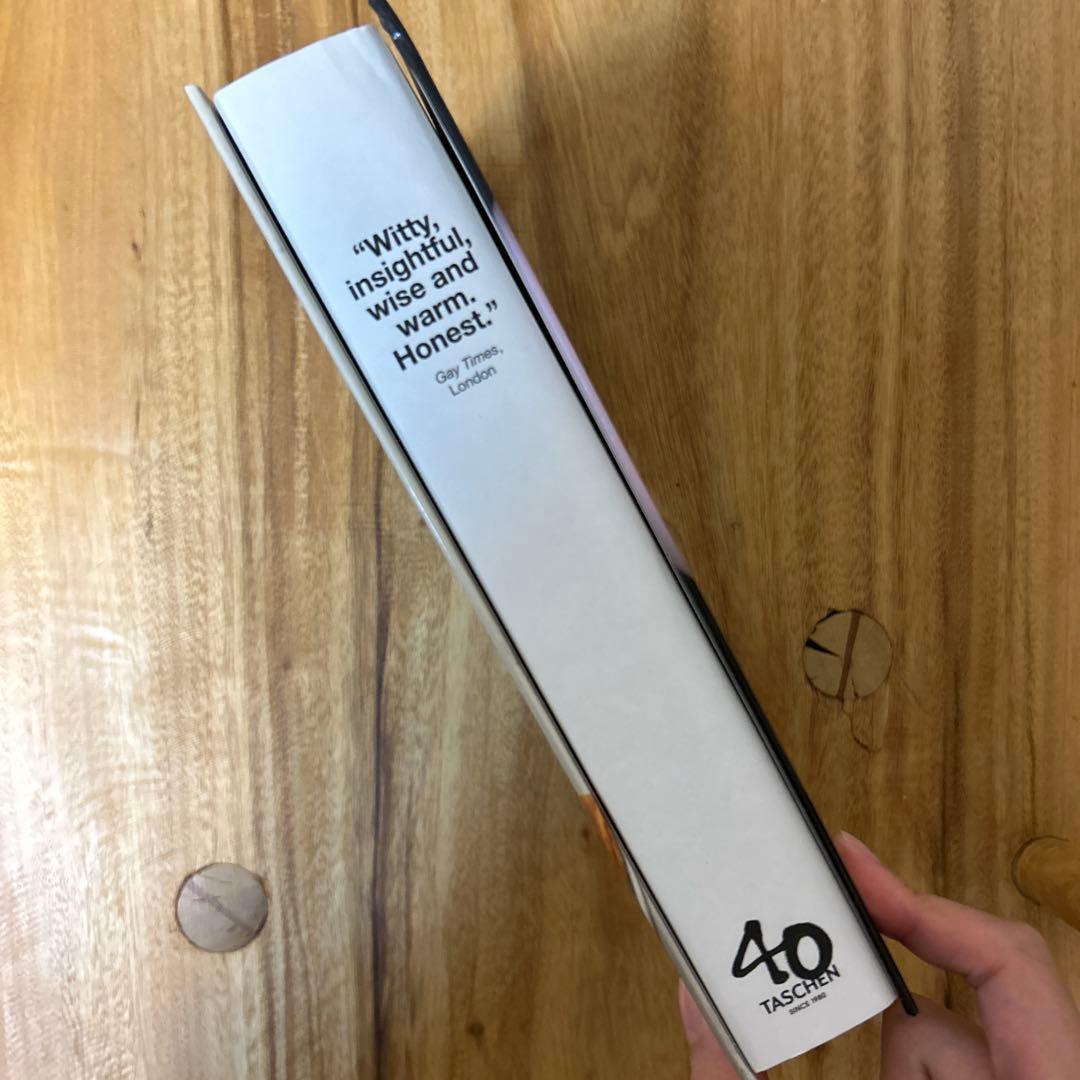 “Witty,
insightful,
wise and
warm.
Honest.”
Gay Times,
London
40
TASCHEN
SINCE 1980